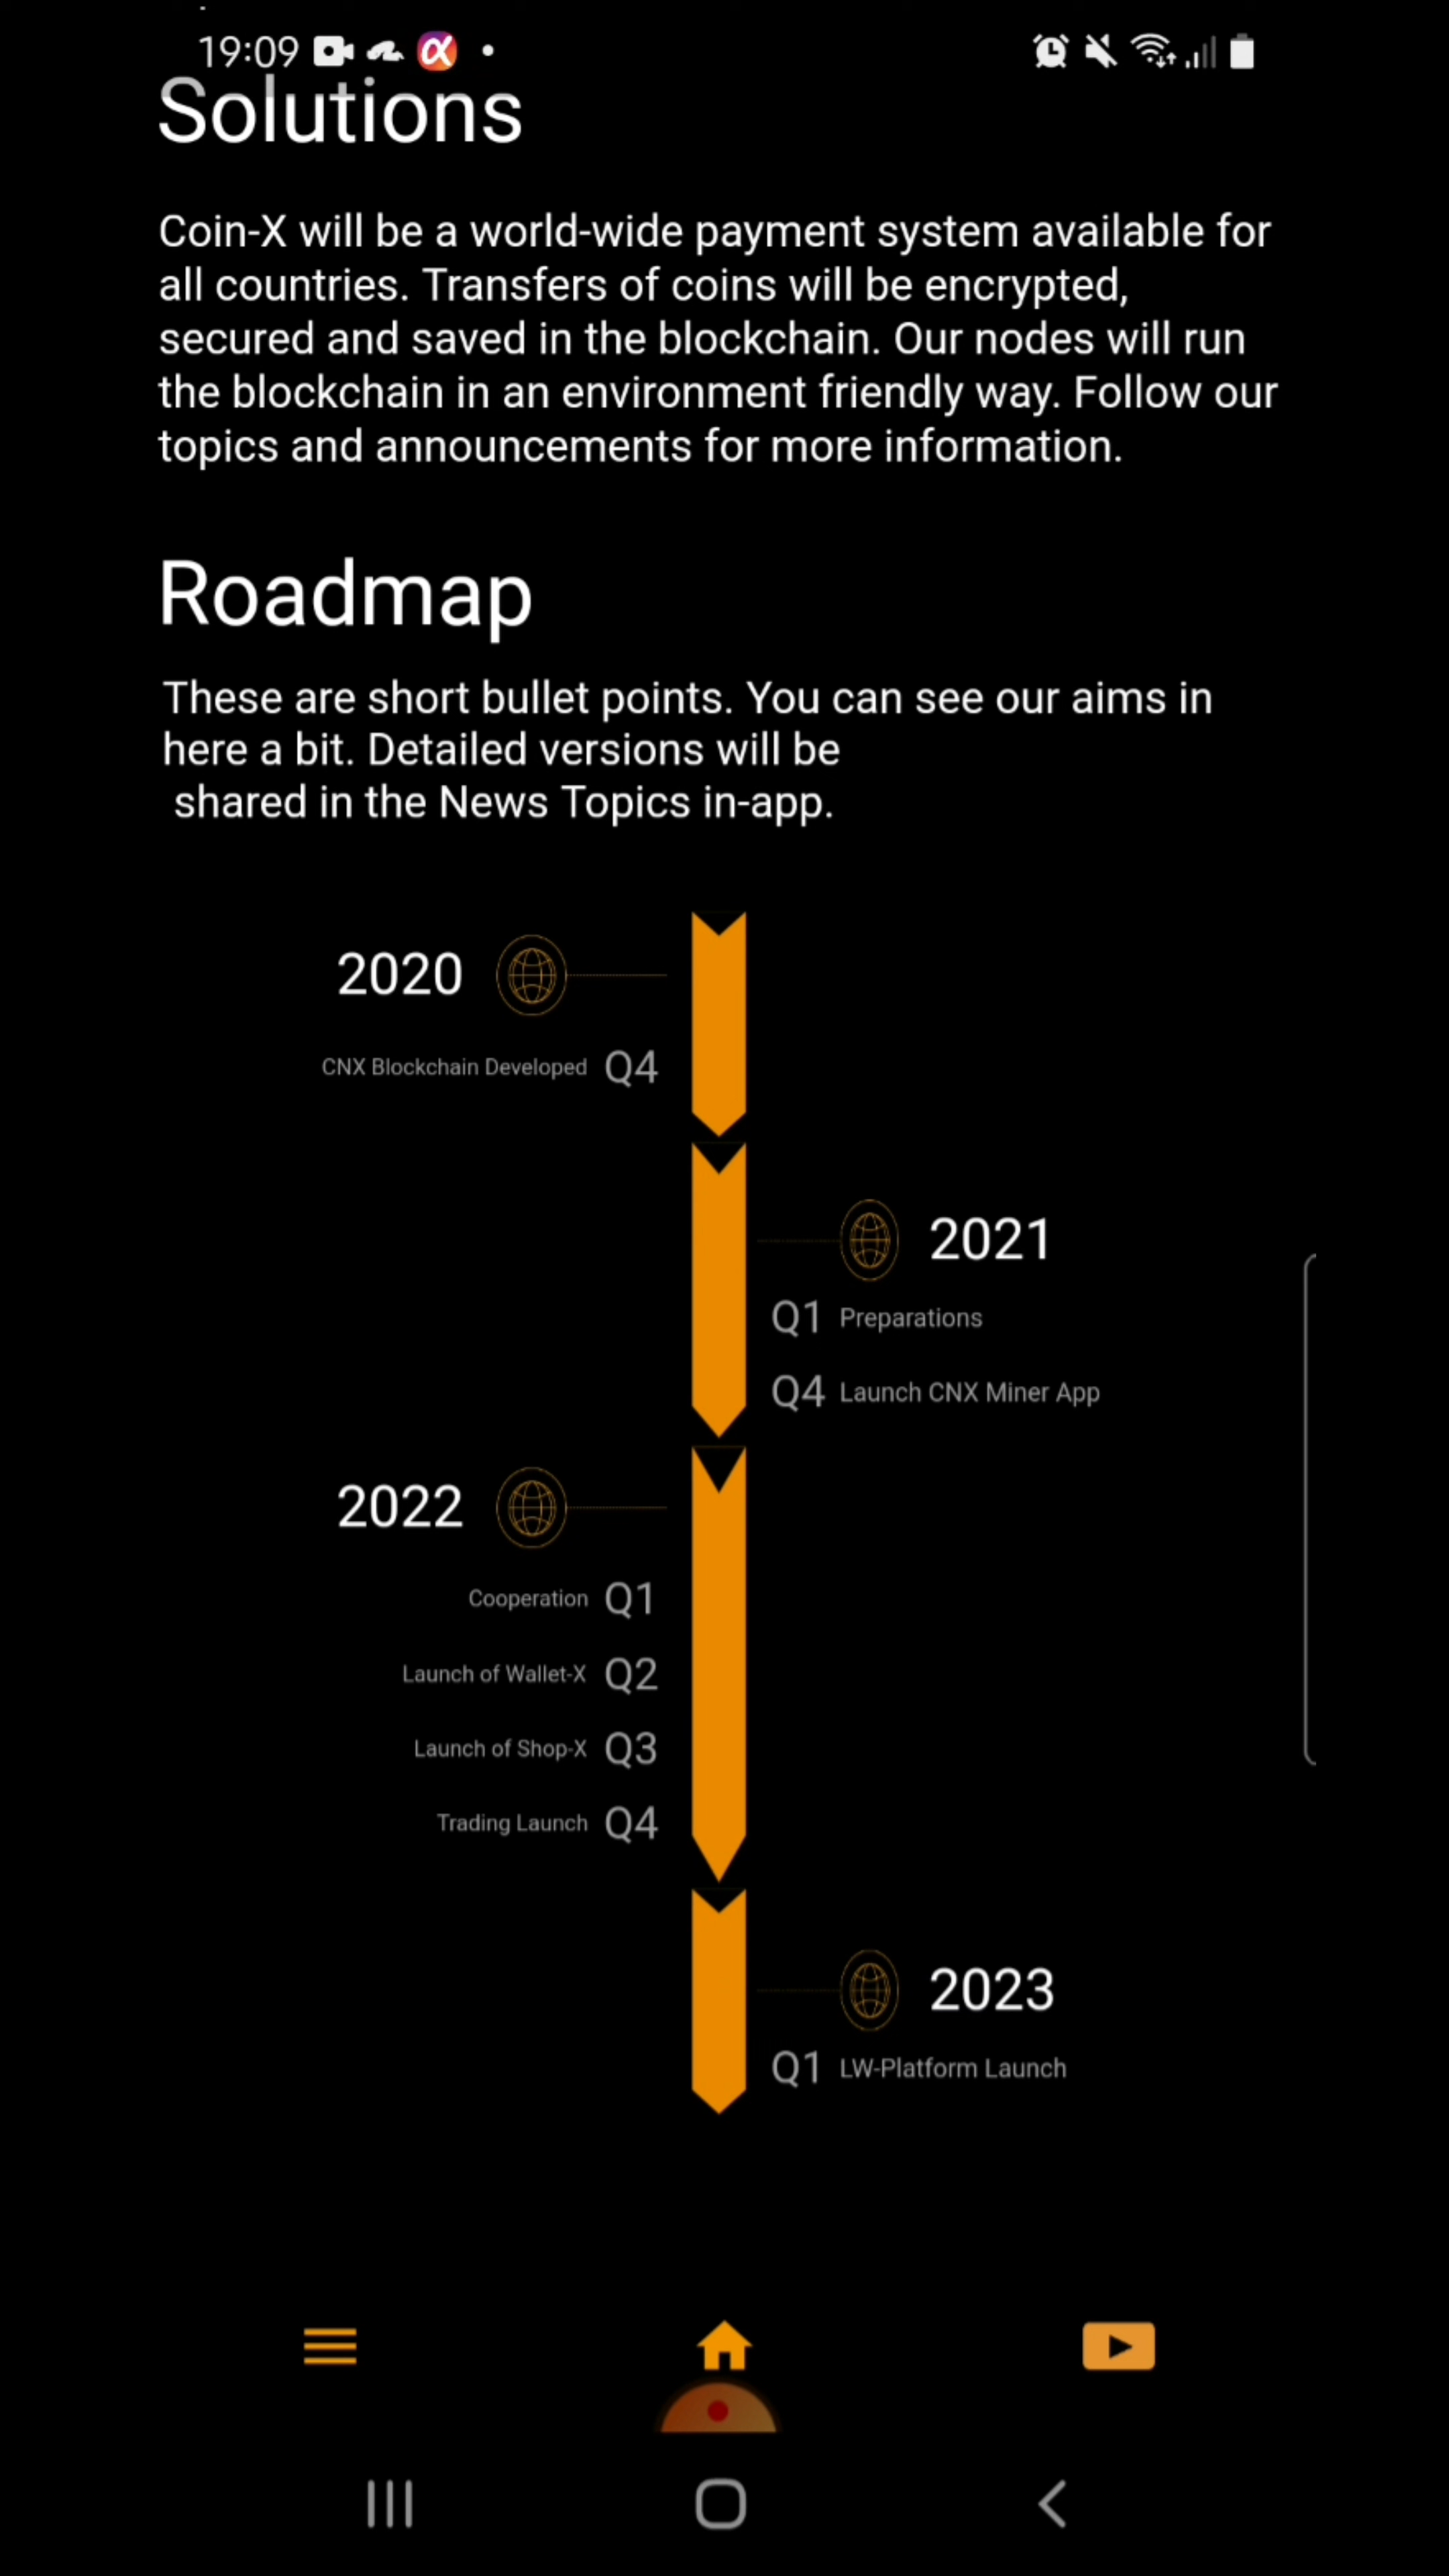 19:09
Solutions
Coin-X will be a world-wide payment system available for
all countries. Transfers of coins will be encrypted,
secured and saved in the blockchain. Our nodes will run
the blockchain in an environment friendly way. Follow our
topics and announcements for more information.
Roadmap
These are short bullet points. You can see our aims in
here a bit. Detailed versions will be
shared in the News Topics in-app.
2020
CNX Blockchain Developed Q4
2021
Q1 Preparations
Q4 Launch CNX Miner App
2022
Cooperation Q1
Launch of Wallet-X Q2
Launch of Shop-X Q3
Trading Launch Q4
2023
Q1 LW-Platform Launch